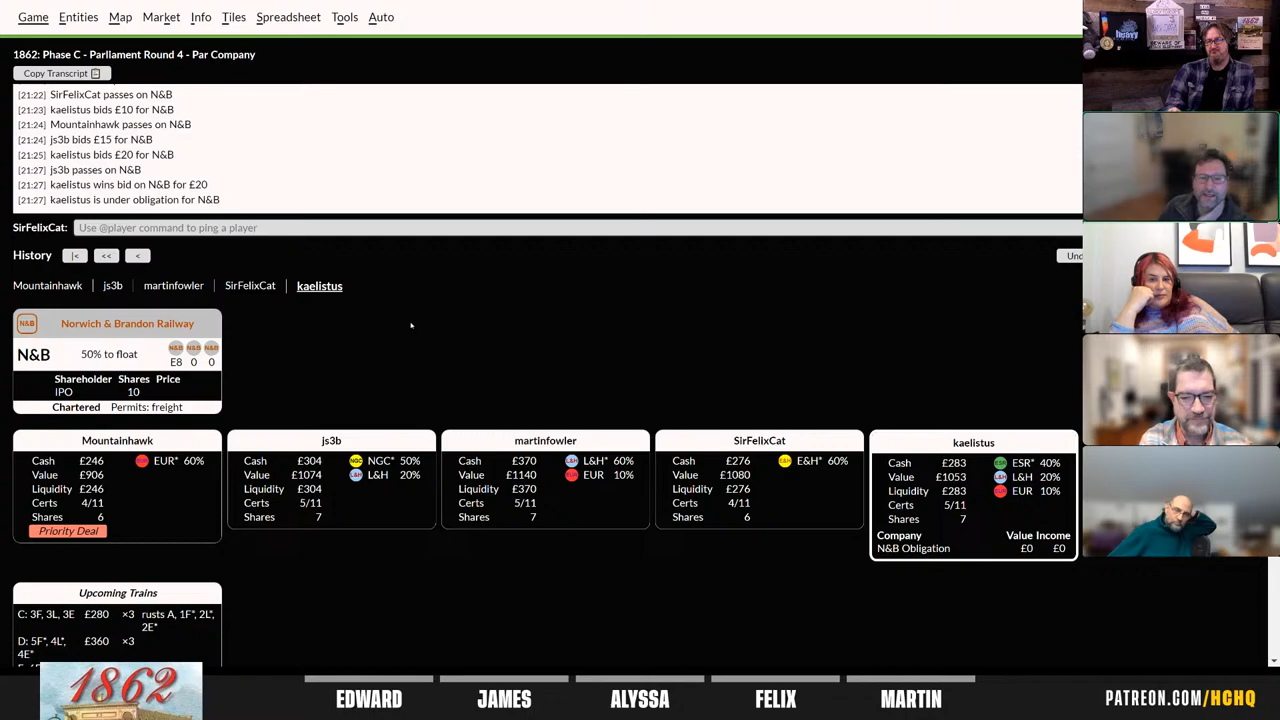 Game Entities Map Market Info Tiles Spreadsheet Tools Auto
1862: Phase C - Parliament Round 4 - Par Company
Copy Transcript
[21:22] SirFelixCat passes on N&B
[21:23] kaelistus bids £10 for N&B
[21:24] Mountainhawk passes on N&B
[21:24] js3b bids £15 for N&B
[21:25] kaelistus bids £20 for N&B
[21:27] js3b passes on N&B
[21:27] kaelistus wins bid on N&B for £20
[21:27] kaelistus is under obligation for N&B
SirFelixCat: Use @player command to ping a player
History |< << < Und
Mountainhawk js3b martinfowler SirFelixCat kaelistus
N&B Norwich & Brandon Railway
N&B 50% to float N&B N&B N&B
E8 0 0
Shareholder Shares Price
IPO 10
Chartered Permits: freight
Mountainhawk
Cash £246 EUR* 60%
Value £906
Liquidity £246
Certs 4/11
Shares 6
Priority Deal
js3b
Cash £304 NGC NGC* 50%
Value £1074 L&H L&H 20%
Liquidity £304
Certs 5/11
Shares 7
martinfowler
Cash £370 L&H L&H* 60%
Value £1140 EUR 10%
Liquidity £370
Certs 5/11
Shares 7
SirFelixCat
Cash £276 E&H E&H* 60%
Value £1080
Liquidity £276
Certs 4/11
Shares 6
kaelistus
Cash £283 ESR ESR* 40%
Value £1053 L&H L&H 20%
Liquidity £283 EUR 10%
Certs 5/11
Shares 7
Company Value Income
N&B Obligation £0 £0
Upcoming Trains
C: 3F, 3L, 3E £280 ×3 rusts A, 1F*, 2L*,
2E*
D: 5F*, 4L*, £360 ×3
4E*
1862
EDWARD JAMES ALYSSA FELIX MARTIN
PATREON.COM/HCHQ